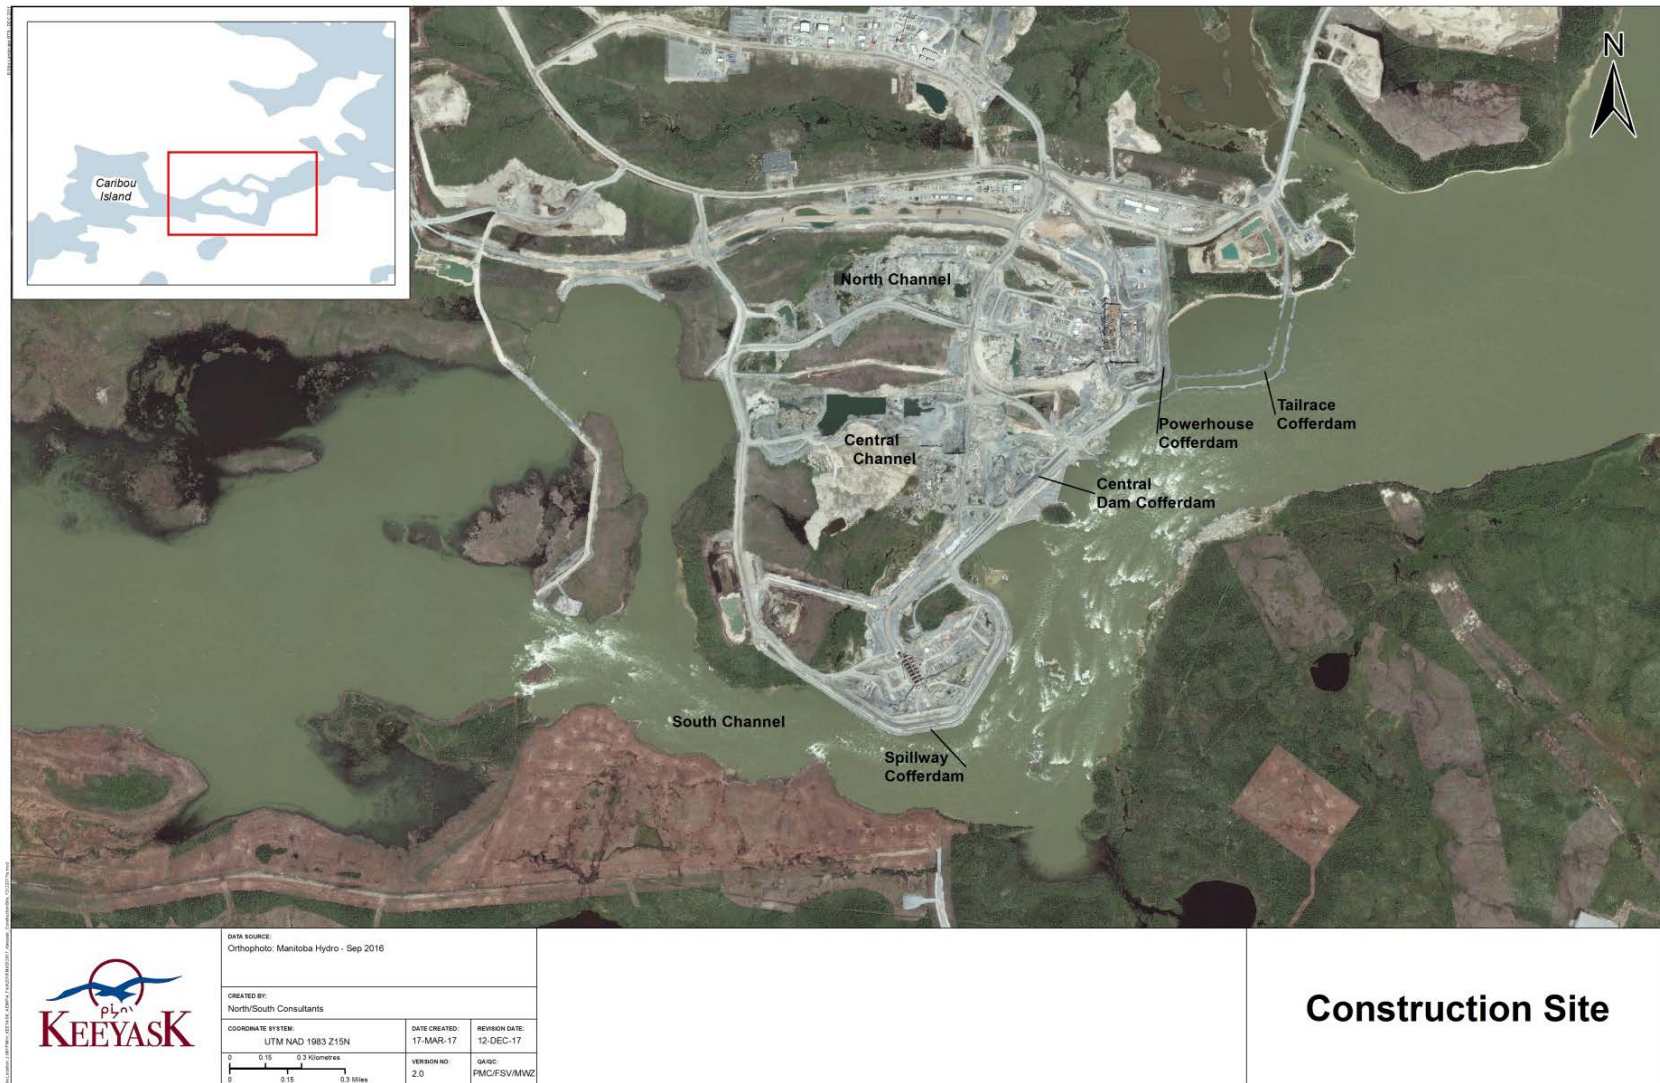 Caribou
Island
N
North Channel
Central
Channel
Powerhouse
Cofferdam
Tailrace
Cofferdam
Central
Dam Cofferdam
South Channel
Spillway
Cofferdam
ᑭᔮᐢᐠ
KEEYASK
DATA SOURCE:
Orthophoto: Manitoba Hydro - Sep 2016
CREATED BY:
North/South Consultants
COORDINATE SYSTEM:
UTM NAD 1983 Z15N
DATE CREATED:
17-MAR-17
REVISION DATE:
12-DEC-17
0 0.15 0.3 Kilometres
0 0.15 0.3 Miles
VERSION NO:
2.0
QA/QC:
PMC/FSV/MWZ
Construction Site